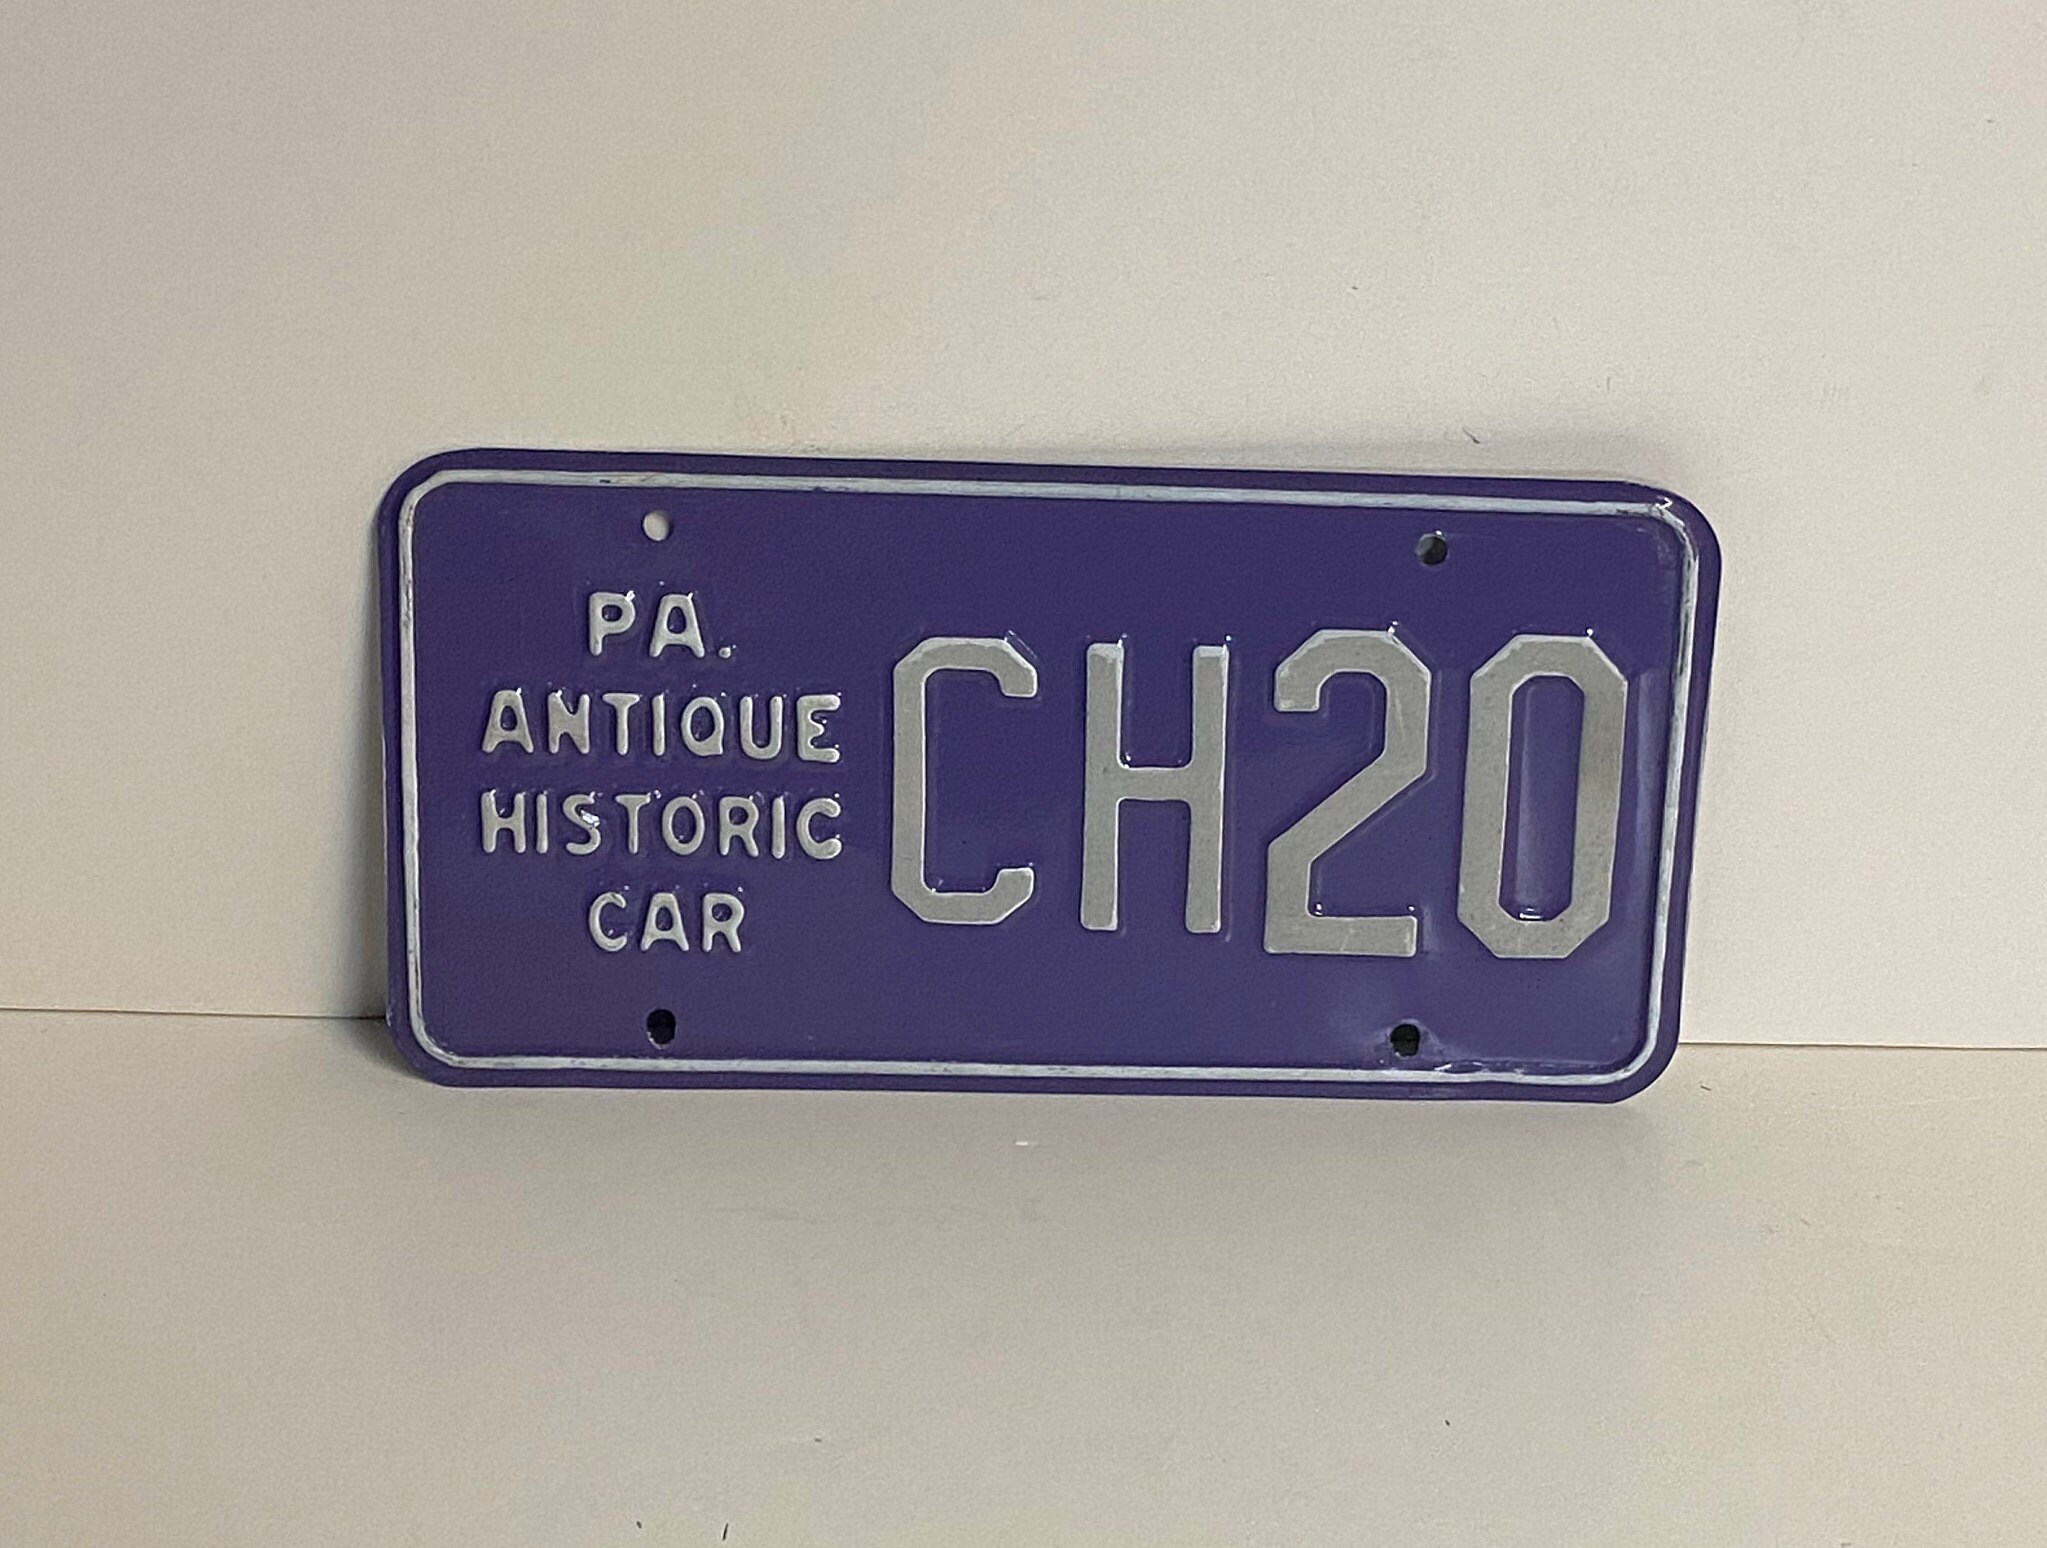 PA.
ANTIQUE
HISTORIC
CAR
CH20